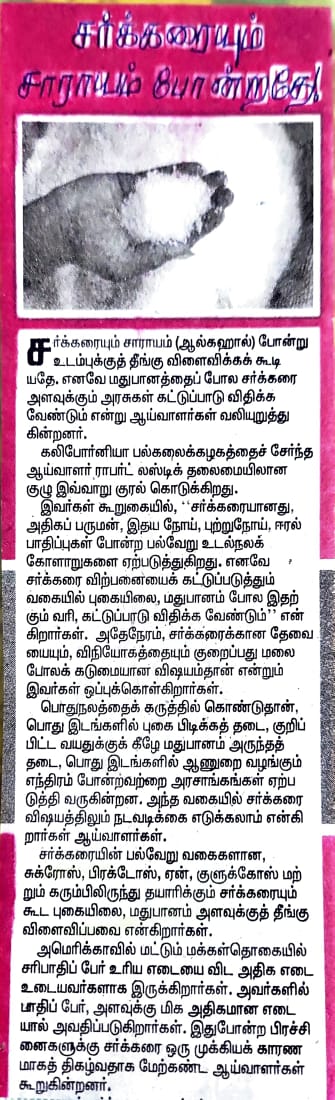 சர்க்கரையும்
சாராயம் போன்றதே!
சர்க்கரையும் சாராயம் (ஆல்கஹால்) போன்று
உடம்புக்குத் தீங்கு விளைவிக்கக் கூடி
யதே. எனவே மதுபானத்தைப் போல சர்க்கரை
அளவுக்கும் அரசுகள் கட்டுப்பாடு விதிக்க
வேண்டும் என்று ஆய்வாளர்கள் வலியுறுத்து
கின்றனர்.
கலிபோர்னியா பல்கலைக்கழகத்தைச் சேர்ந்த
ஆய்வாளர் ராபர்ட் லஸ்டிக் தலைமையிலான
குழு இவ்வாறு குரல் கொடுக்கிறது.
இவர்கள் கூறுகையில், ‘‘சர்க்கரையானது,
அதிகப் பருமன், இதய நோய், புற்றுநோய், ஈரல்
பாதிப்புகள் போன்ற பல்வேறு உடல்நலக்
கோளாறுகளை ஏற்படுத்துகிறது. எனவே
சர்க்கரை விற்பனையைக் கட்டுப்படுத்தும்
வகையில் புகையிலை, மதுபானம் போல இதற்
கும் வரி, கட்டுப்பாடு விதிக்க வேண்டும்’’ என்
கிறார்கள். அதேநேரம், சர்க்கரைக்கான தேவை
யையும், விநியோகத்தையும் குறைப்பது மலை
போலக் கடுமையான விஷயம்தான் என்றும்
இவர்கள் ஒப்புக்கொள்கிறார்கள்.
பொதுநலத்தைக் கருத்தில் கொண்டுதான்,
பொது இடங்களில் புகை பிடிக்கத் தடை, குறிப்
பிட்ட வயதுக்குக் கீழே மதுபானம் அருந்தத்
தடை, பொது இடங்களில் ஆணுறை வழங்கும்
எந்திரம் போன்றவற்றை அரசாங்கங்கள் ஏற்ப
டுத்தி வருகின்றன. அந்த வகையில் சர்க்கரை
விஷயத்திலும் நடவடிக்கை எடுக்கலாம் என்கி
றார்கள் ஆய்வாளர்கள்.
சர்க்கரையின் பல்வேறு வகைகளான,
சுக்ரோஸ், பிரக்டோஸ், ஏன், குளுக்கோஸ் மற்
றும் கரும்பிலிருந்து தயாரிக்கும் சர்க்கரையும்
கூட புகையிலை, மதுபானம் அளவுக்குத் தீங்கு
விளைவிப்பவை என்கிறார்கள்.
அமெரிக்காவில் மட்டும் மக்கள்தொகையில்
சரிபாதிப் பேர் உரிய எடையை விட அதிக எடை
உடையவர்களாக இருக்கிறார்கள். அவர்களில்
பாதிப் பேர், அளவுக்கு மிக அதிகமான எடை
யால் அவதிப்படுகிறார்கள். இதுபோன்ற பிரச்சி
னைகளுக்கு சர்க்கரை ஒரு முக்கியக் காரண
மாகத் திகழ்வதாக மேற்கண்ட ஆய்வாளர்கள்
கூறுகின்றனர்.